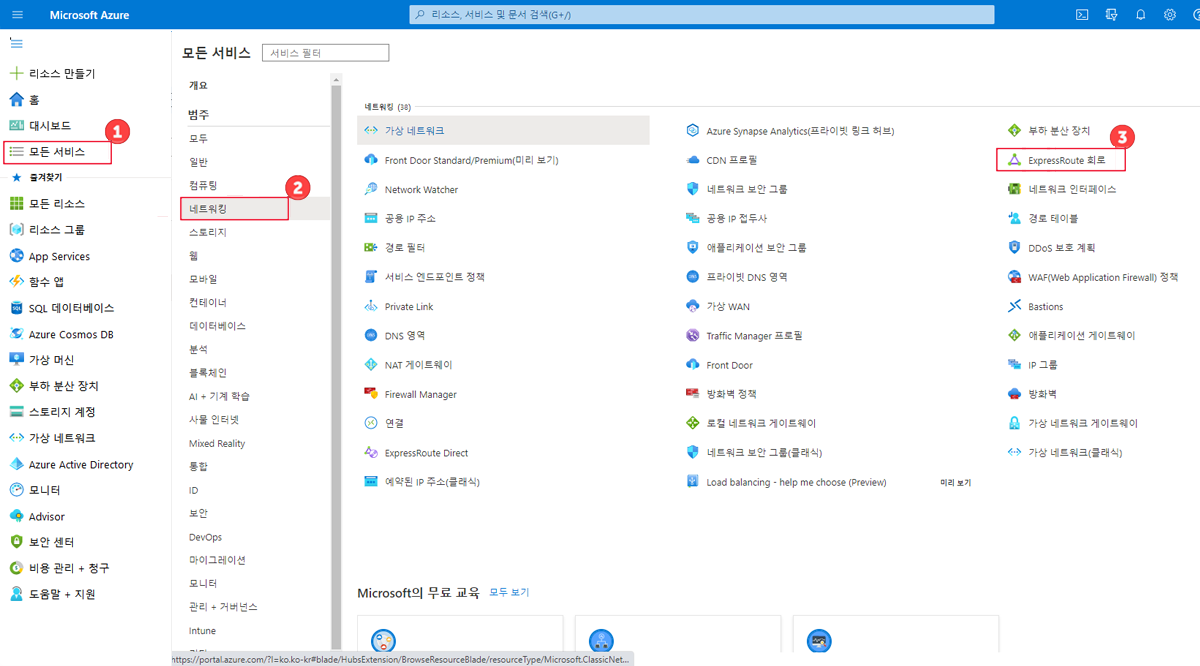 Microsoft Azure
리소스, 서비스 및 문서 검색(G+/)
리소스 만들기
홈
대시보드
1
모든 서비스
즐겨찾기
모든 리소스
리소스 그룹
App Services
함수 앱
SQL 데이터베이스
Azure Cosmos DB
가상 머신
부하 분산 장치
스토리지 계정
가상 네트워크
Azure Active Directory
모니터
Advisor
보안 센터
비용 관리 + 청구
도움말 + 지원
모든 서비스
서비스 필터
개요
범주
모두
일반
컴퓨팅
2
네트워킹
스토리지
웹
모바일
컨테이너
데이터베이스
분석
블록체인
AI + 기계 학습
사물 인터넷
Mixed Reality
통합
ID
보안
DevOps
마이그레이션
모니터
관리 + 거버넌스
Intune
네트워킹 (38)
가상 네트워크
Azure Synapse Analytics(프라이빗 링크 허브)
부하 분산 장치
3
Front Door Standard/Premium(미리 보기)
CDN 프로필
ExpressRoute 회로
Network Watcher
네트워크 보안 그룹
네트워크 인터페이스
공용 IP 주소
공용 IP 접두사
경로 테이블
경로 필터
애플리케이션 보안 그룹
DDoS 보호 계획
서비스 엔드포인트 정책
프라이빗 DNS 영역
WAF(Web Application Firewall) 정책
Private Link
가상 WAN
Bastions
DNS 영역
Traffic Manager 프로필
애플리케이션 게이트웨이
NAT 게이트웨이
Front Door
IP 그룹
Firewall Manager
방화벽 정책
방화벽
연결
로컬 네트워크 게이트웨이
가상 네트워크 게이트웨이
ExpressRoute Direct
네트워크 보안 그룹(클래식)
가상 네트워크(클래식)
예약된 IP 주소(클래식)
Load balancing - help me choose (Preview)
미리 보기
Microsoft의 무료 교육 모두 보기
https://portal.azure.com/?l=ko.ko-kr#blade/HubsExtension/BrowseResourceBlade/resourceType/Microsoft.ClassicNet...